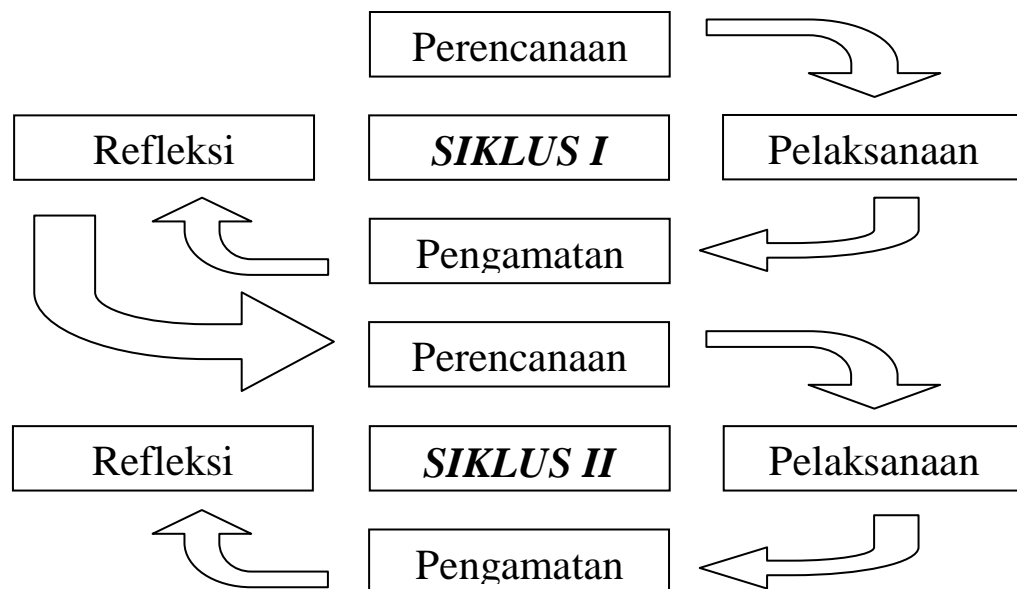 Perencanaan
Refleksi
SIKLUS I
Pelaksanaan
Pengamatan
Perencanaan
Refleksi
SIKLUS II
Pelaksanaan
Pengamatan